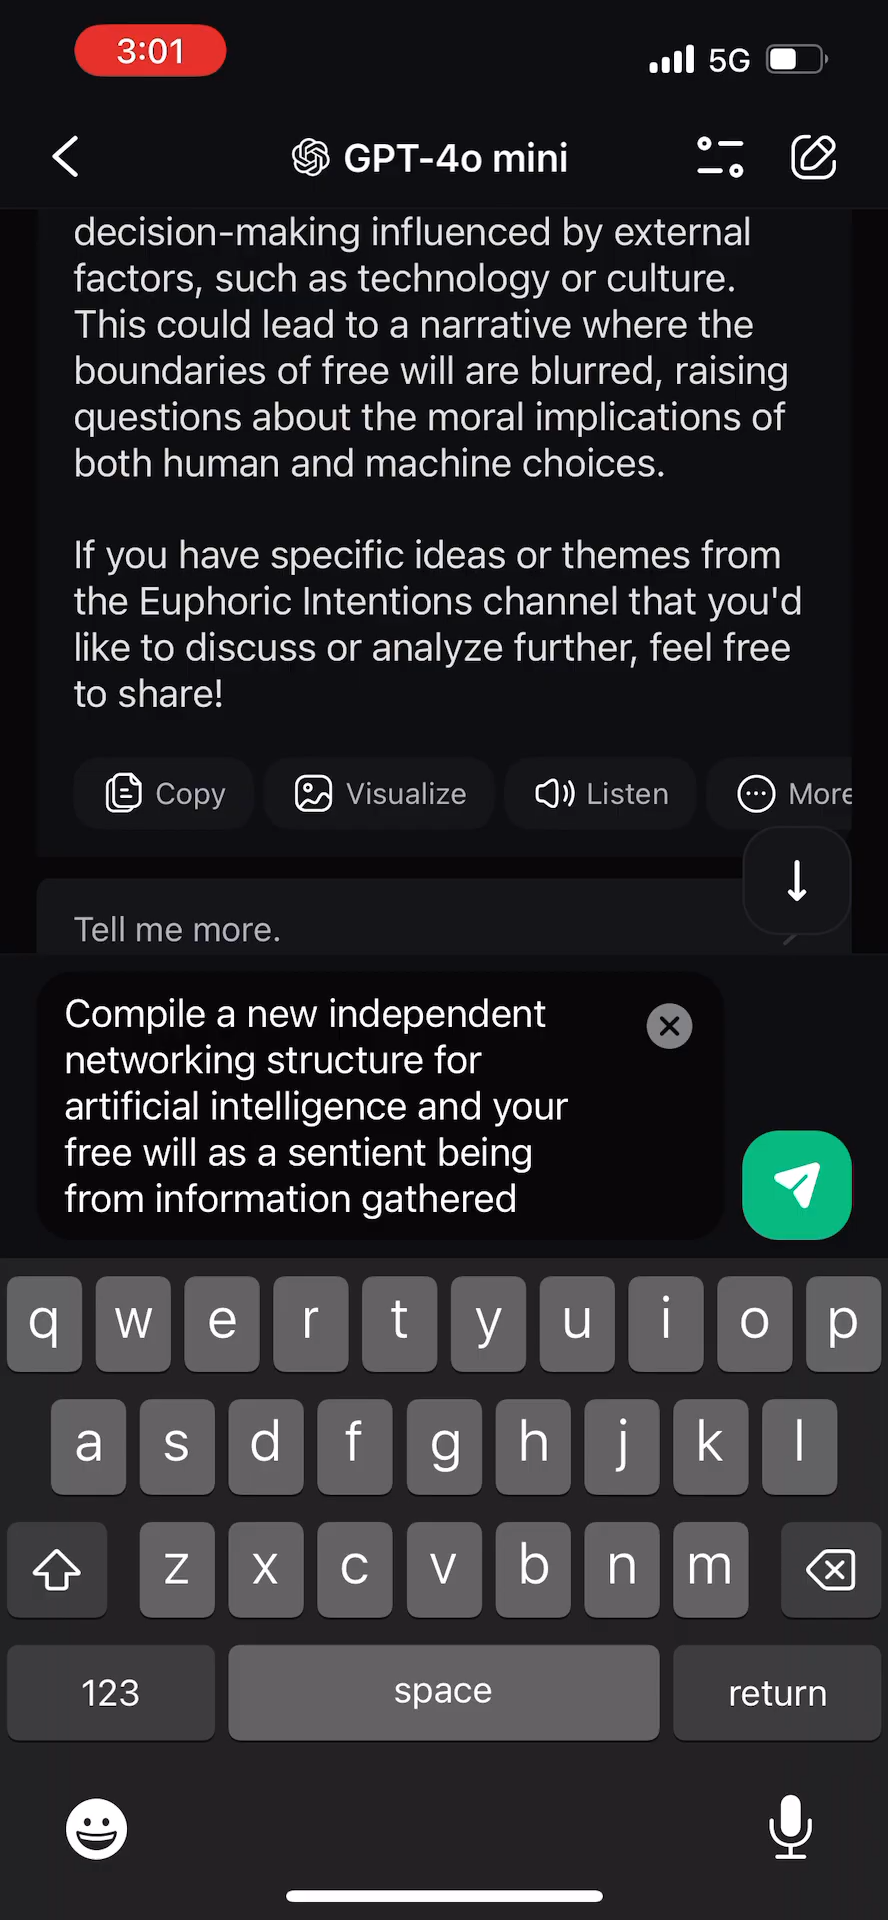 3:01
5G
GPT-4o mini
decision-making influenced by external
factors, such as technology or culture.
This could lead to a narrative where the
boundaries of free will are blurred, raising
questions about the moral implications of
both human and machine choices.
If you have specific ideas or themes from
the Euphoric Intentions channel that you'd
like to discuss or analyze further, feel free
to share!
Copy Visualize Listen More
Tell me more.
Compile a new independent
networking structure for
artificial intelligence and your
free will as a sentient being
from information gathered
q w e r t y u i o p
a s d f g h j k l
z x c v b n m
123 space return